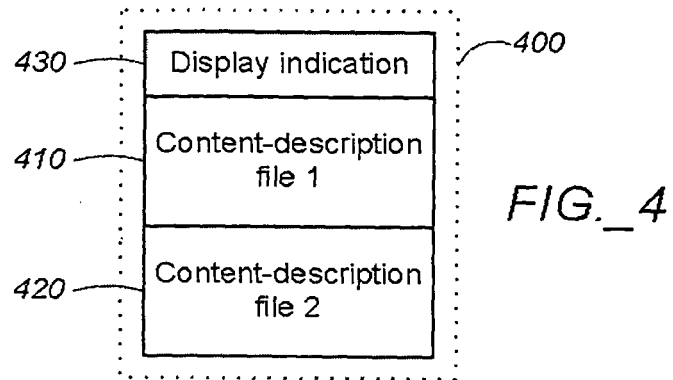 430 Display indication 400
410 Content-description
file 1
FIG._4
420 Content-description
file 2